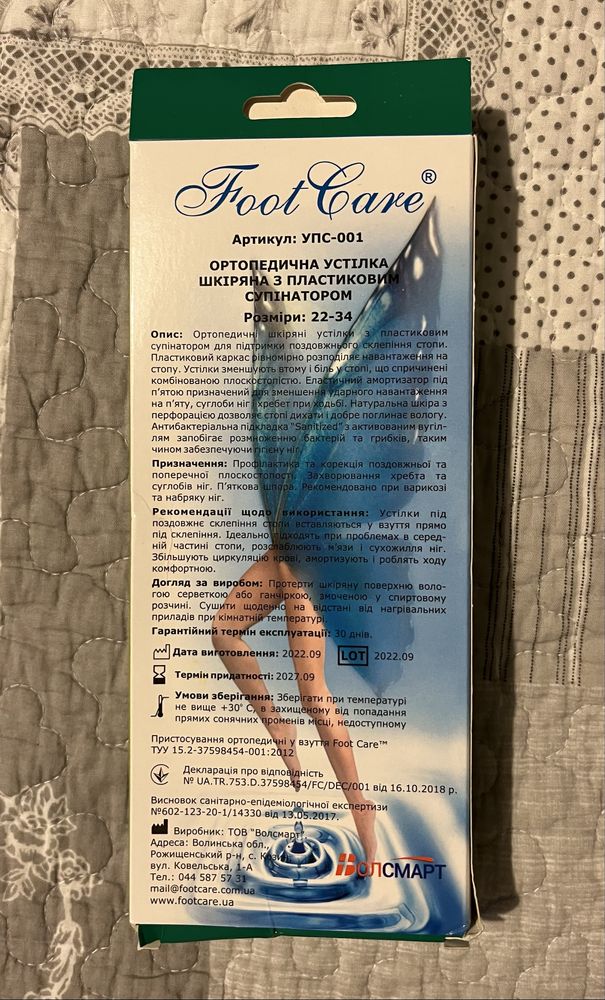 Foot Care®
Артикул: УПС-001
ОРТОПЕДИЧНА УСТІЛКА
ШКІРЯНА З ПЛАСТИКОВИМ
СУПІНАТОРОМ
Розміри: 22-34
Опис: Ортопедичні шкіряні устілки з пластиковим
супінатором для підтримки поздовжнього склепіння стопи.
Пластиковий каркас рівномірно розподіляє навантаження на
стопу. Устілки зменшують втому і біль у стопі, що спричинені
комбінованою плоскостопістю. Еластичний амортизатор під
п'ятою призначений для зменшення ударного навантаження
на п'яту, суглоби ніг і хребет при ходьбі. Натуральна шкіра з
перфорацією дозволяє стопі дихати і добре поглинає вологу.
Антибактеріальна підкладка "Sanitized" з активованим вугіл-
лям запобігає розмноженню бактерій та грибків, таким
чином забезпечуючи гігієну ніг.
Призначення: Профілактика та корекція поздовжньої та
поперечної плоскостопості. Захворювання хребта та
суглобів ніг. П'яткова шпора. Рекомендовано при варикозі
та набряку ніг.
Рекомендації щодо використання: Устілки під
поздовжнє склепіння стопи вставляються у взуття прямо
під склепіння. Ідеально підходять при проблемах в серед-
ній частині стопи, розслаблюють м'язи і сухожилля ніг.
Збільшують циркуляцію крові, амортизують і роблять ходу
комфортною.
Догляд за виробом: Протерти шкіряну поверхню воло-
гою серветкою або ганчіркою, змоченою у спиртовому
розчині. Сушити щоденно на відстані від нагрівальних
приладів при кімнатній температурі.
Гарантійний термін експлуатації: 30 днів.
Дата виготовлення: 2022.09 LOT 2022.09
Термін придатності: 2027.09
Умови зберігання: Зберігати при температурі
не вище +30° С, в захищеному від попадання
прямих сонячних променів місці, недоступному
Пристосування ортопедичні у взуття Foot Care™
ТУУ 15.2-37598454-001:2012
Декларація про відповідність
№ UA.TR.753.D.37598454/FC/DEC/001 від 16.10.2018 р.
Висновок санітарно-епідеміологічної експертизи
№602-123-20-1/14330 від 13.05.2017.
Виробник: ТОВ "Волсмарт",
Адреса: Волинська обл.,
Рожищенський р-н, с. Козин,
вул. Ковельська, 1-А
Тел.: 044 587 57 31
mail@footcare.com.ua
www.footcare.ua
ВОЛСМАРТ